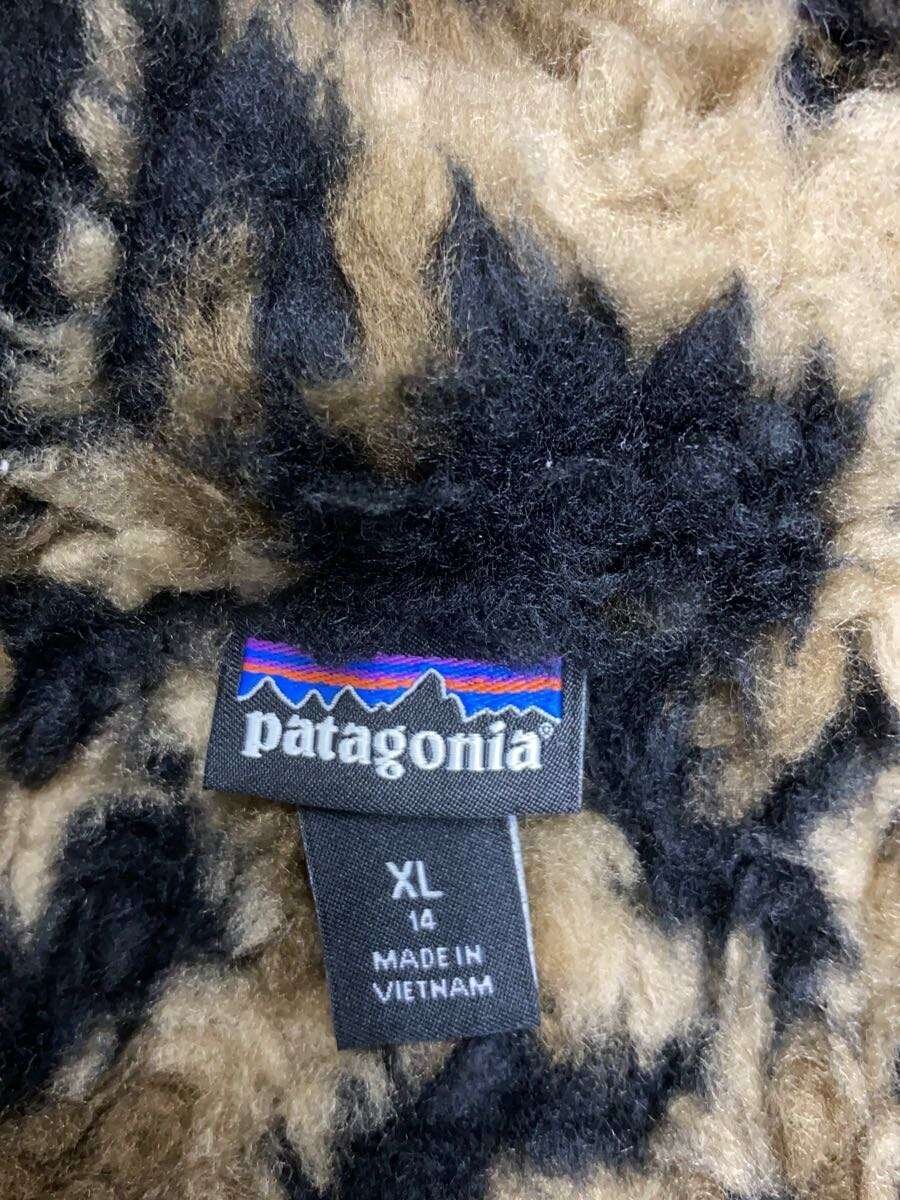 patagonia®
XL
14
MADE IN
VIETNAM